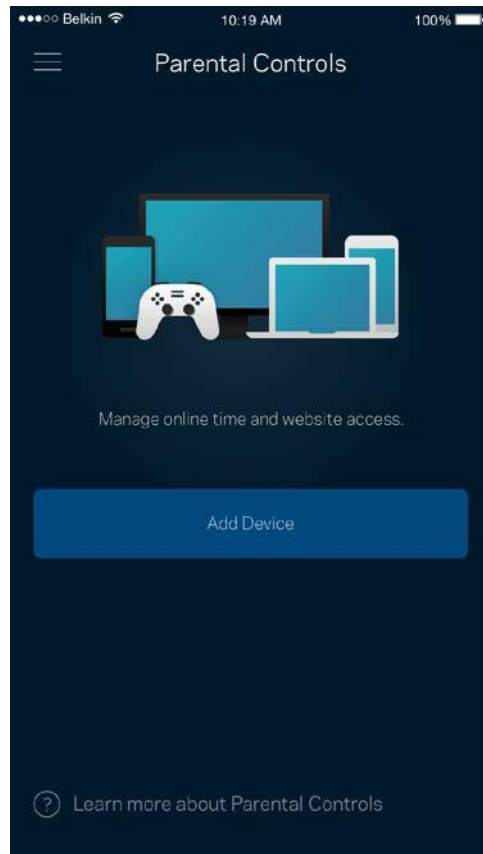 Belkin 10:19 AM 100%
Parental Controls
Manage online time and website access.
Add Device
? Learn more about Parental Controls